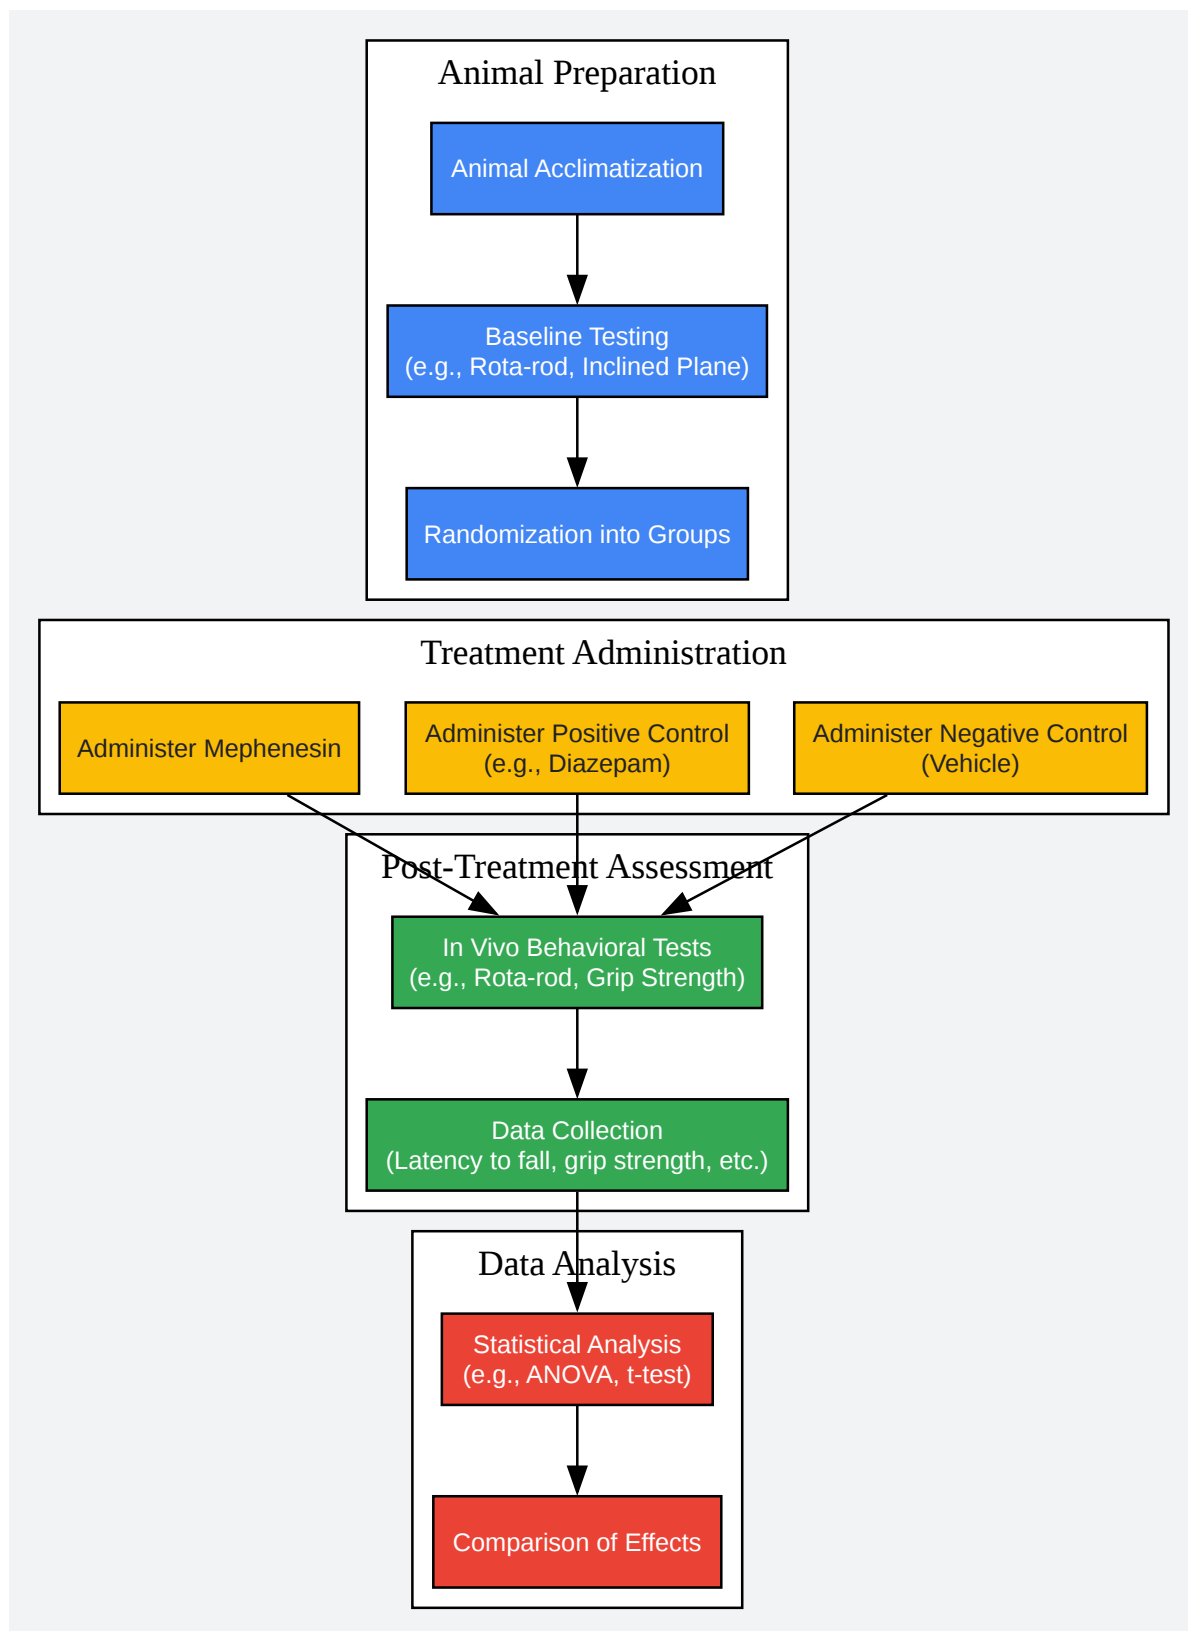 Animal Preparation
Animal Acclimatization
Baseline Testing
(e.g., Rota-rod, Inclined Plane)
Randomization into Groups
Treatment Administration
Administer Mephenesin
Administer Positive Control
(e.g., Diazepam)
Administer Negative Control
(Vehicle)
Post-Treatment Assessment
In Vivo Behavioral Tests
(e.g., Rota-rod, Grip Strength)
Data Collection
(Latency to fall, grip strength, etc.)
Data Analysis
Statistical Analysis
(e.g., ANOVA, t-test)
Comparison of Effects